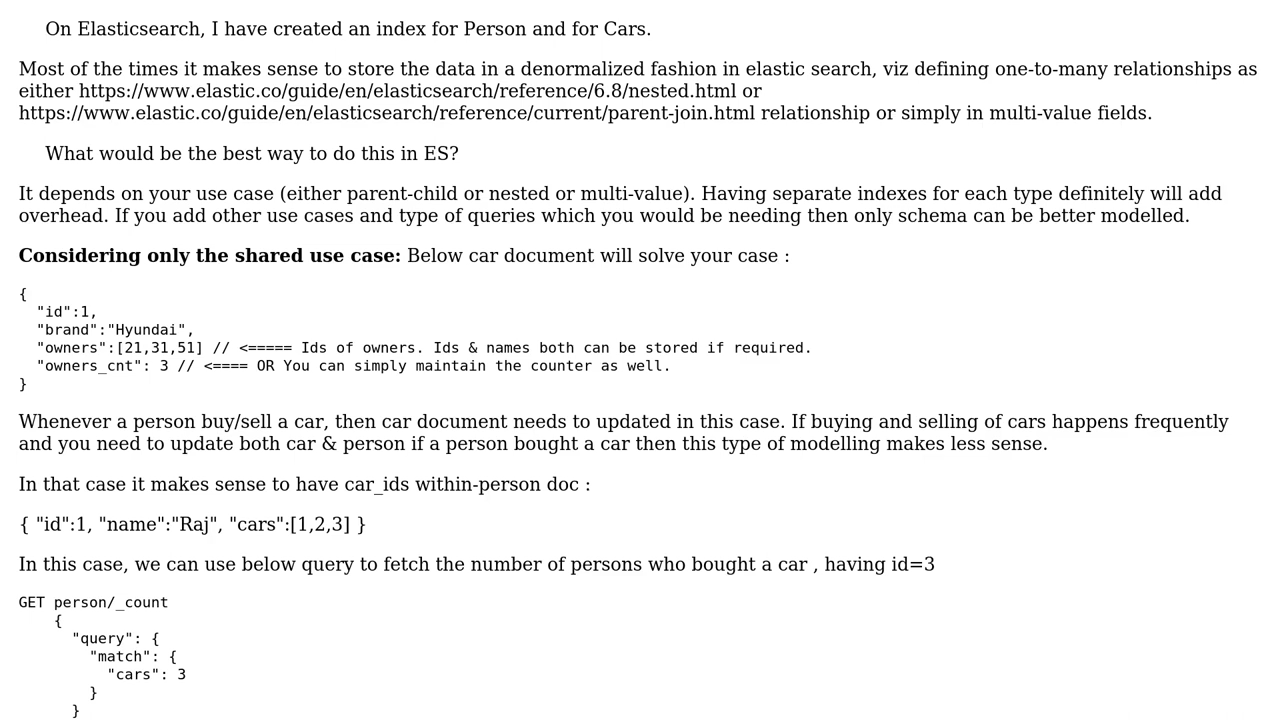 On Elasticsearch, I have created an index for Person and for Cars.
Most of the times it makes sense to store the data in a denormalized fashion in elastic search, viz defining one-to-many relationships as
either https://www.elastic.co/guide/en/elasticsearch/reference/6.8/nested.html or
https://www.elastic.co/guide/en/elasticsearch/reference/current/parent-join.html relationship or simply in multi-value fields.
What would be the best way to do this in ES?
It depends on your use case (either parent-child or nested or multi-value). Having separate indexes for each type definitely will add
overhead. If you add other use cases and type of queries which you would be needing then only schema can be better modelled.
Considering only the shared use case: Below car document will solve your case :
{
  "id":1,
  "brand":"Hyundai",
  "owners":[21,31,51] // <===== Ids of owners. Ids & names both can be stored if required.
  "owners_cnt": 3 // <==== OR You can simply maintain the counter as well.
}
Whenever a person buy/sell a car, then car document needs to updated in this case. If buying and selling of cars happens frequently
and you need to update both car & person if a person bought a car then this type of modelling makes less sense.
In that case it makes sense to have car_ids within-person doc :
{ "id":1, "name":"Raj", "cars":[1,2,3] }
In this case, we can use below query to fetch the number of persons who bought a car , having id=3
GET person/_count
    {
      "query": {
        "match": {
          "cars": 3
        }
      }